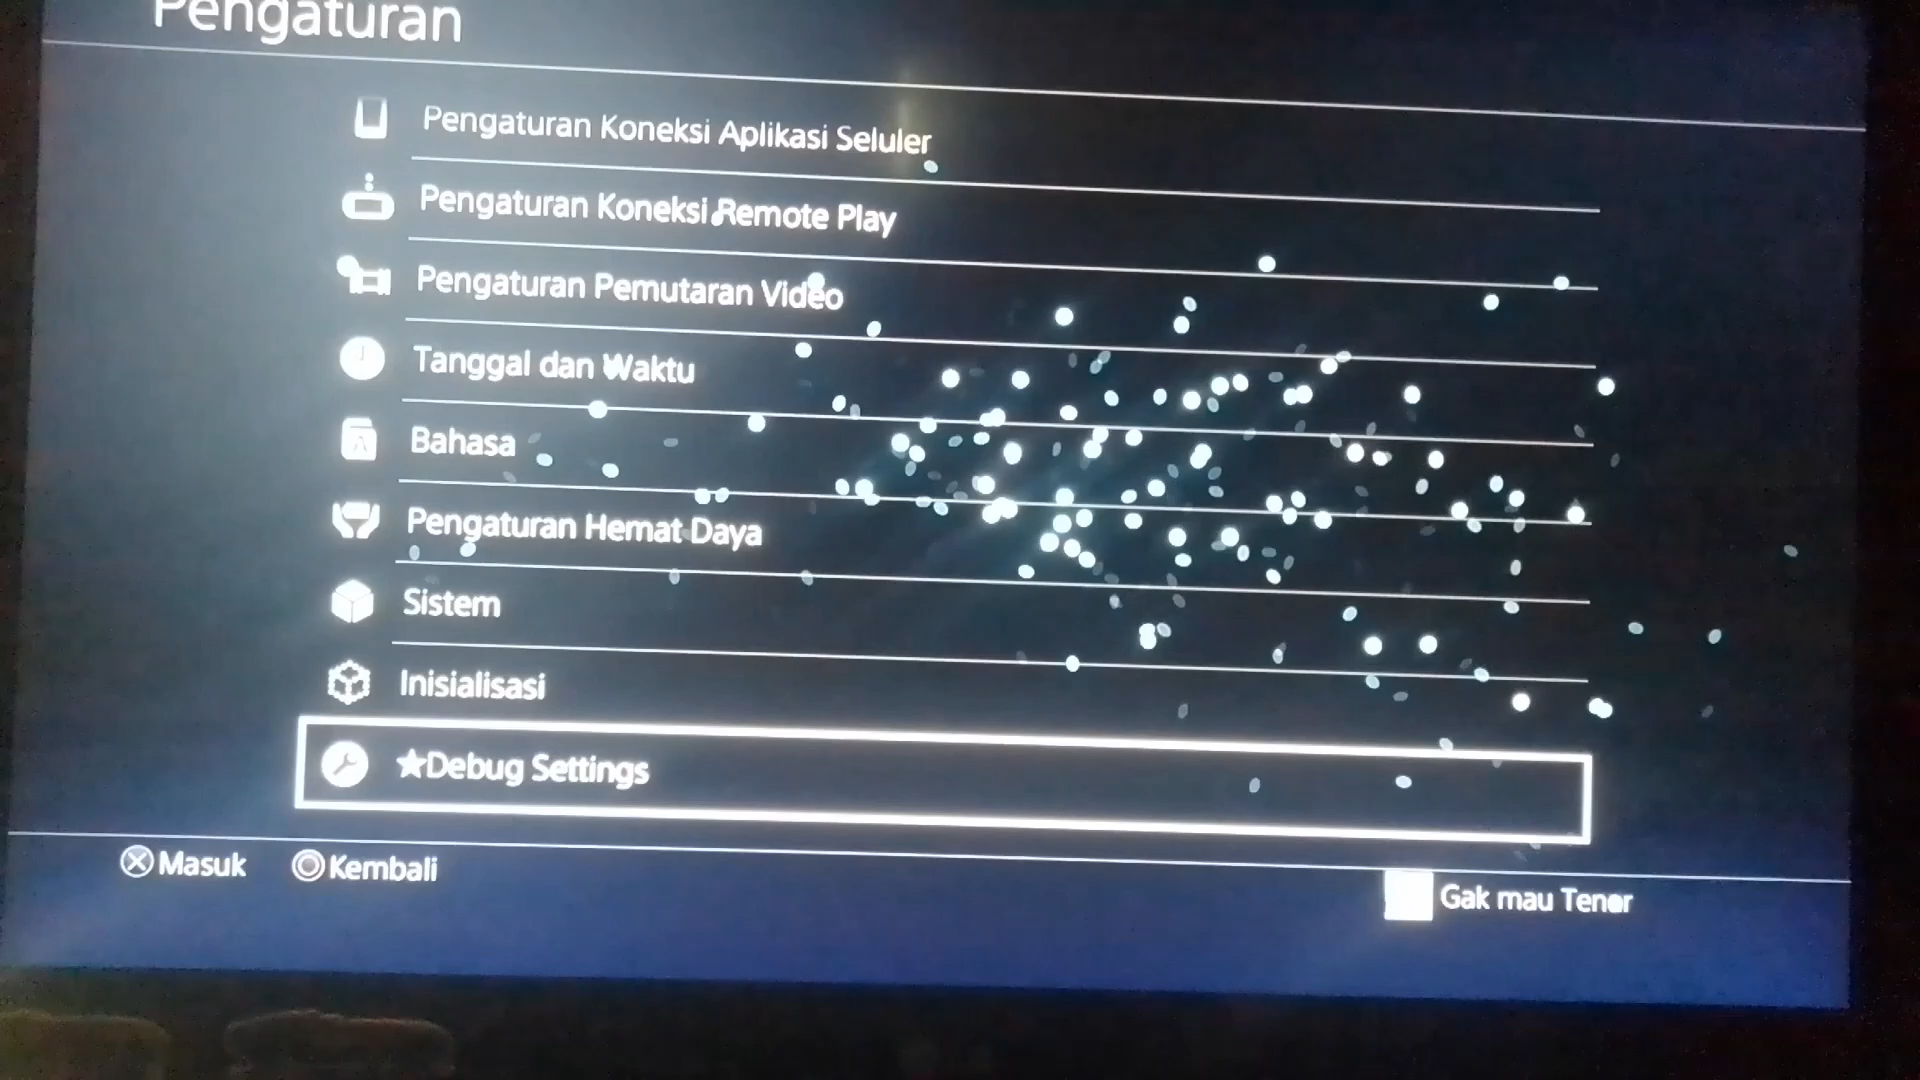 Pengaturan
Pengaturan Koneksi Aplikasi Seluler
Pengaturan Koneksi Remote Play
Pengaturan Pemutaran Video
Tanggal dan Waktu
Bahasa
Pengaturan Hemat Daya
Sistem
Inisialisasi
★Debug Settings
Masuk Kembali
Gak mau Tenor